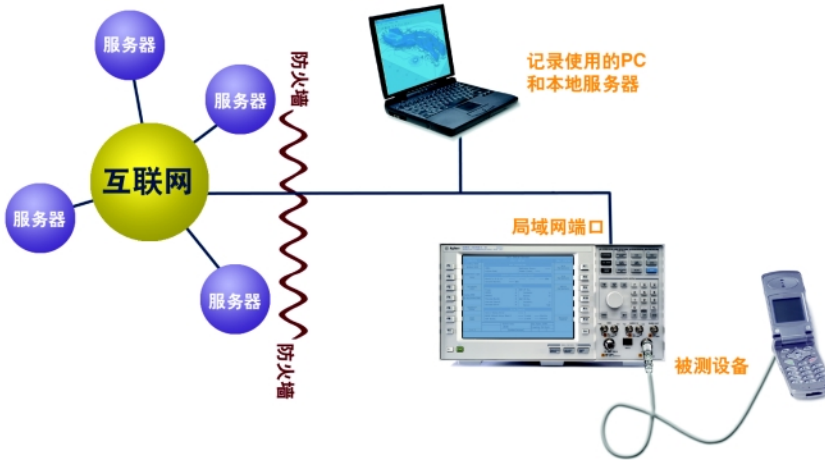 服务器
服务器
互联网
服务器
服务器
防火墙
防火墙
记录使用的PC
和本地服务器
局域网端口
Agilent
被测设备